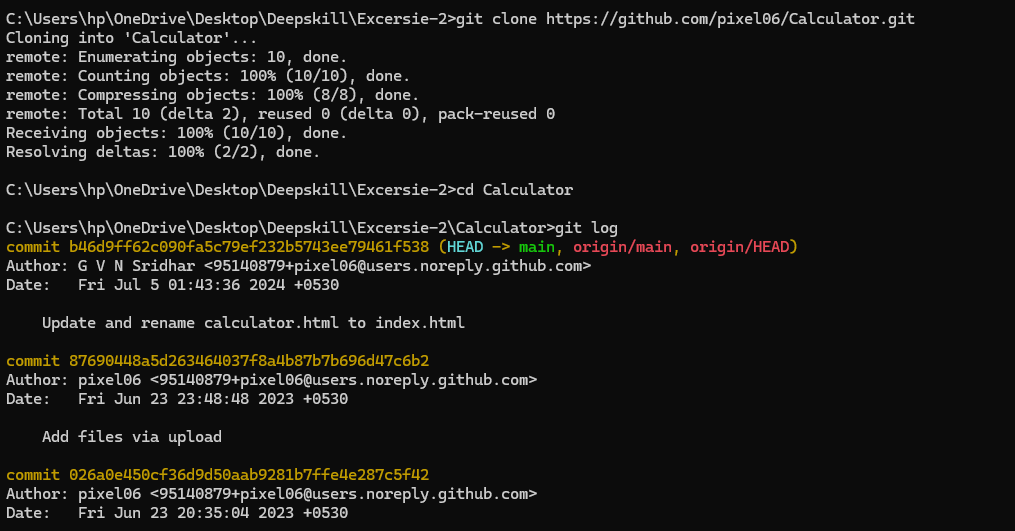 C:\Users\hp\OneDrive\Desktop\Deepskill\Excersie-2>git clone https://github.com/pixel06/Calculator.git
Cloning into 'Calculator'...
remote: Enumerating objects: 10, done.
remote: Counting objects: 100% (10/10), done.
remote: Compressing objects: 100% (8/8), done.
remote: Total 10 (delta 2), reused 0 (delta 0), pack-reused 0
Receiving objects: 100% (10/10), done.
Resolving deltas: 100% (2/2), done.
C:\Users\hp\OneDrive\Desktop\Deepskill\Excersie-2>cd Calculator
C:\Users\hp\OneDrive\Desktop\Deepskill\Excersie-2\Calculator>git log
commit b46d9ff62c090fa5c79ef232b5743ee79461f538 (HEAD -> main, origin/main, origin/HEAD)
Author: G V N Sridhar <95140879+pixel06@users.noreply.github.com>
Date:   Fri Jul 5 01:43:36 2024 +0530
    Update and rename calculator.html to index.html
commit 87690448a5d263464037f8a4b87b7b696d47c6b2
Author: pixel06 <95140879+pixel06@users.noreply.github.com>
Date:   Fri Jun 23 23:48:48 2023 +0530
    Add files via upload
commit 026a0e450cf36d9d50aab9281b7ffe4e287c5f42
Author: pixel06 <95140879+pixel06@users.noreply.github.com>
Date:   Fri Jun 23 20:35:04 2023 +0530